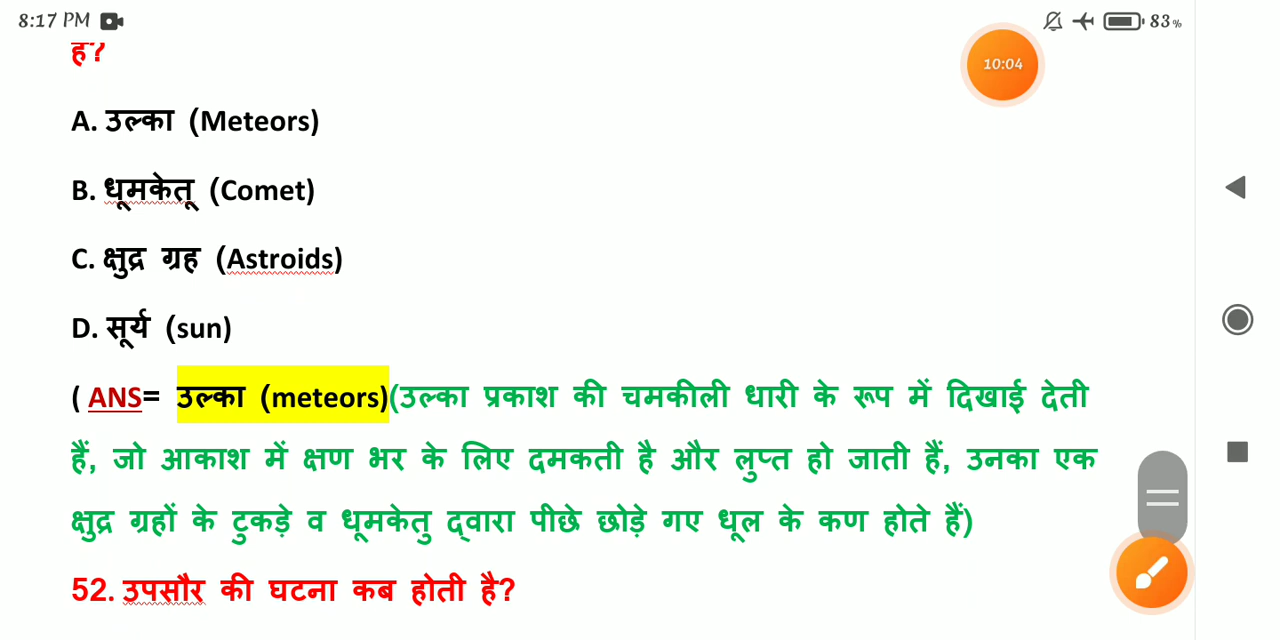 8:17 PM
83%
है?
10:04
A. उल्का (Meteors)
B. धूमकेतू (Comet)
C. क्षुद्र ग्रह (Astroids)
D. सूर्य (sun)
( ANS= उल्का (meteors)(उल्का प्रकाश की चमकीली धारी के रूप में दिखाई देती
हैं, जो आकाश में क्षण भर के लिए दमकती है और लुप्त हो जाती हैं, उनका एक
क्षुद्र ग्रहों के टुकड़े व धूमकेतु द्वारा पीछे छोड़े गए धूल के कण होते हैं)
52. उपसौर की घटना कब होती है?